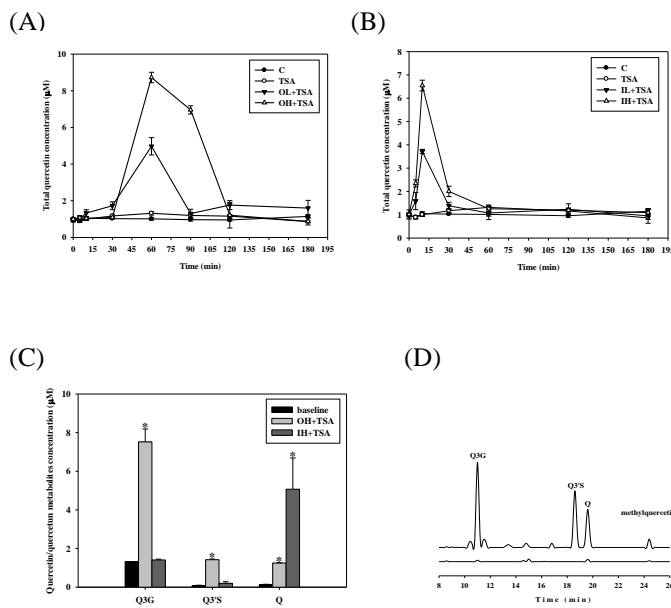 (A)
10
8
6
4
2
0
Total quercetin concentration (μM)
C
TSA
OL+TSA
OH+TSA
0 15 30 45 60 75 90 105 120 135 150 165 180 195
Time (min)
(B)
8
7
6
5
4
3
2
1
0
Total quercetin concentration (μM)
C
TSA
IL+TSA
IH+TSA
0 15 30 45 60 75 90 105 120 135 150 165 180 195
Time (min)
(C)
10
8
6
4
2
0
Quercetin/quercetun metabolites concentration (μM)
baseline
OH+TSA
IH+TSA
*
*
*
*
Q3G Q3'S Q
(D)
Q3G
Q3'S
Q
methylquerceti
8 10 12 14 16 18 20 22 24 26
Time (min)